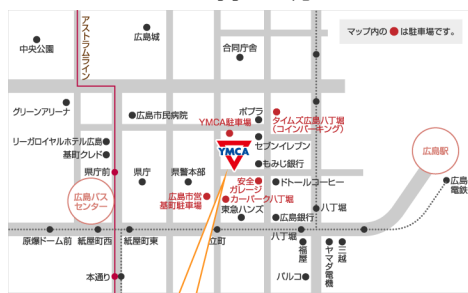 アストラムライン
広島城
中央公園
合同庁舎
マップ内の●は駐車場です。
グリーンアリーナ
広島市民病院
ポプラ
YMCA駐車場
タイムズ広島八丁堀
(コインパーキング)
セブンイレブン
リーガロイヤルホテル広島
基町クレド
YMCA
もみじ銀行
広島駅
県庁前
県庁
県警本部
安全
ガレージ
ドトールコーヒー
広島
電鉄
広島バス
センター
広島市営
基町駐車場
カーパーク八丁堀
東急ハンズ
広島銀行
八丁堀
原爆ドーム前
紙屋町西
紙屋町東
立町
八丁堀
福屋
ヤマダ電機
三越
本通り
パルコ